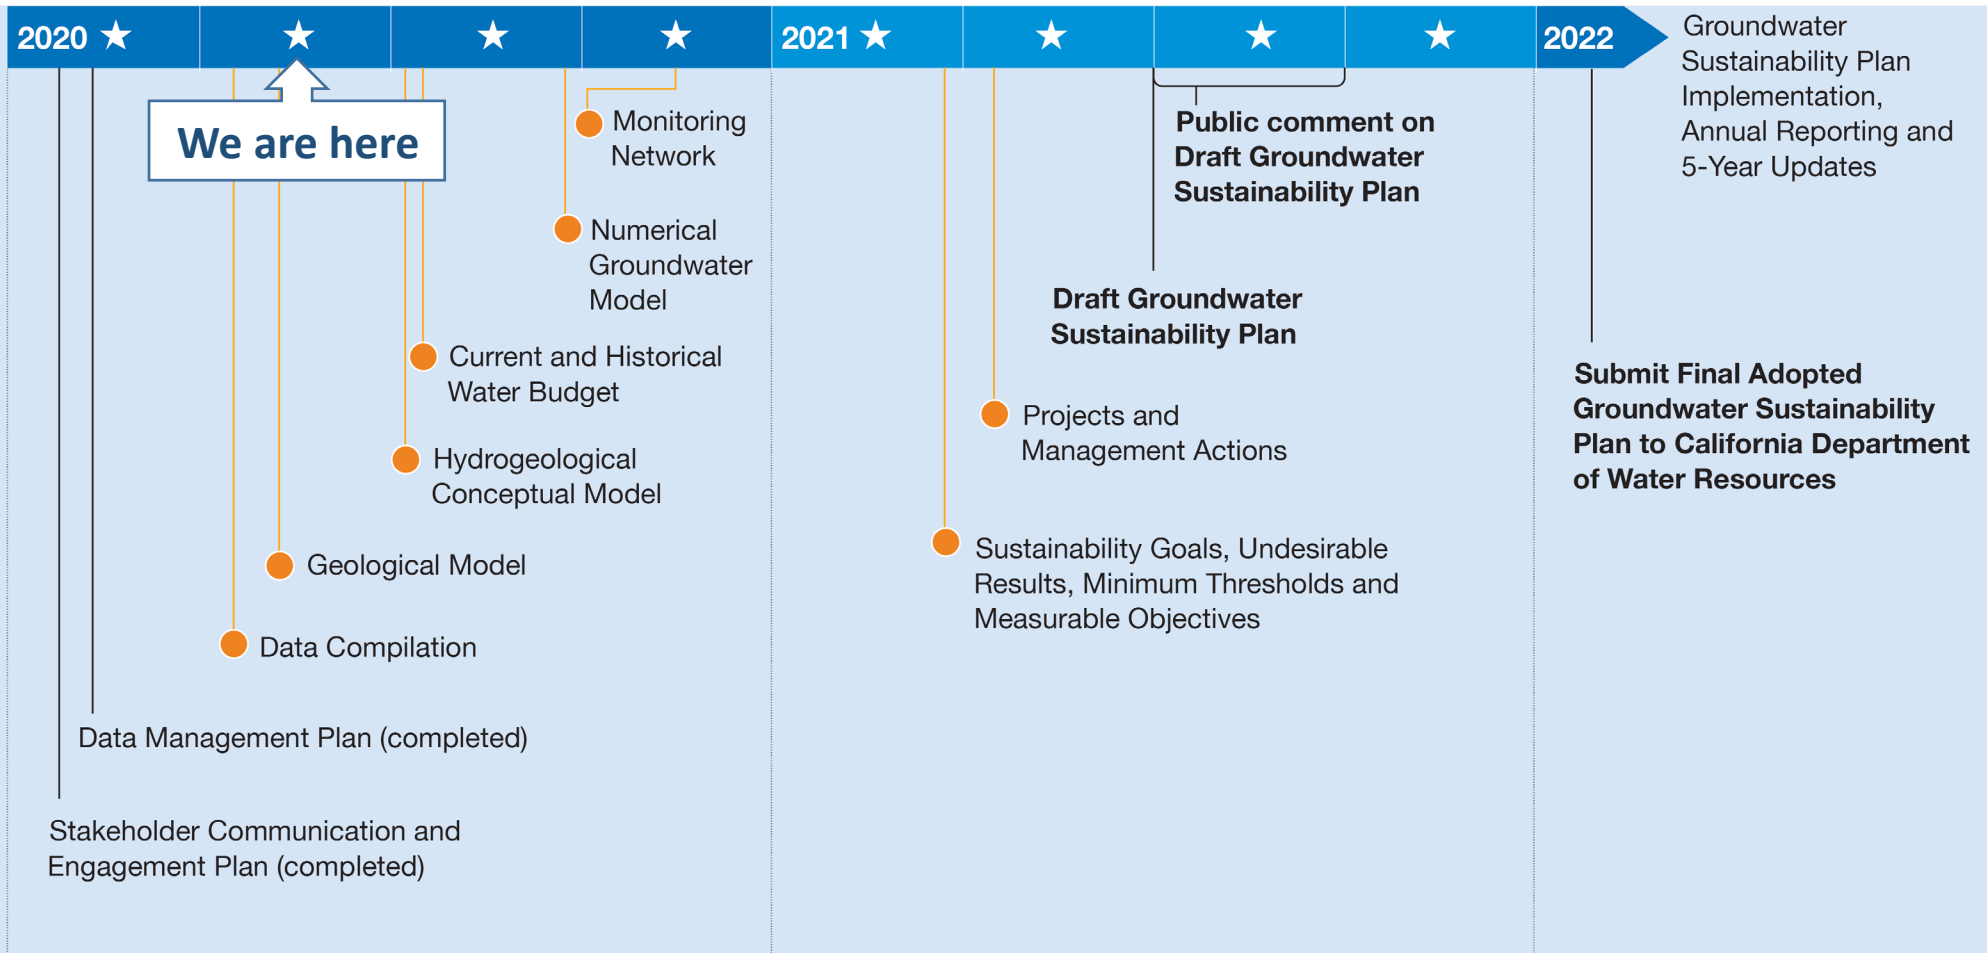 2020
2021
2022
Groundwater
Sustainability Plan
Implementation,
Annual Reporting and
5-Year Updates
We are here
Monitoring
Network
Public comment on
Draft Groundwater
Sustainability Plan
Numerical
Groundwater
Model
Draft Groundwater
Sustainability Plan
Current and Historical
Water Budget
Submit Final Adopted
Groundwater Sustainability
Plan to California Department
of Water Resources
Projects and
Management Actions
Hydrogeological
Conceptual Model
Sustainability Goals, Undesirable
Results, Minimum Thresholds and
Measurable Objectives
Geological Model
Data Compilation
Data Management Plan (completed)
Stakeholder Communication and
Engagement Plan (completed)